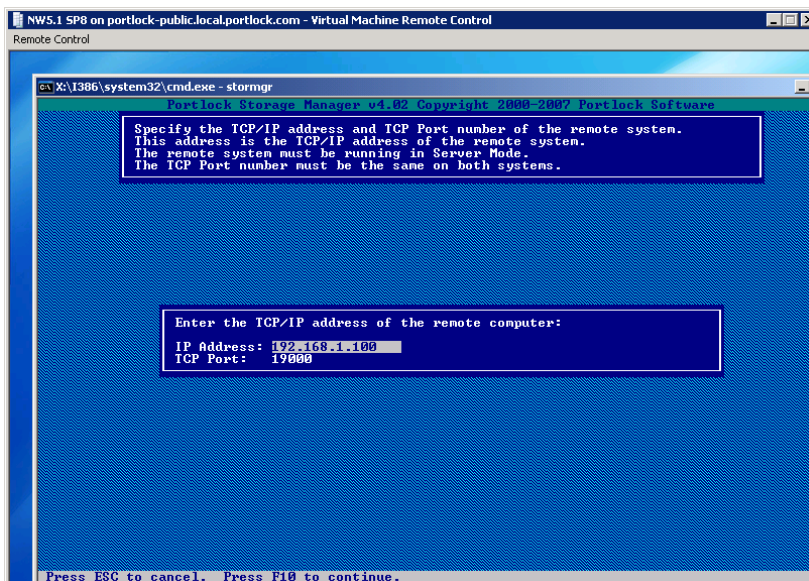 NW5.1 SP8 on portlock-public.local.portlock.com - Virtual Machine Remote Control
Remote Control
X:\I386\system32\cmd.exe - stormgr
Portlock Storage Manager v4.02 Copyright 2000-2007 Portlock Software
Specify the TCP/IP address and TCP Port number of the remote system.
This address is the TCP/IP address of the remote system.
The remote system must be running in Server Mode.
The TCP Port number must be the same on both systems.
Enter the TCP/IP address of the remote computer:
IP Address: 192.168.1.100
TCP Port: 19000
Press ESC to cancel. Press F10 to continue.